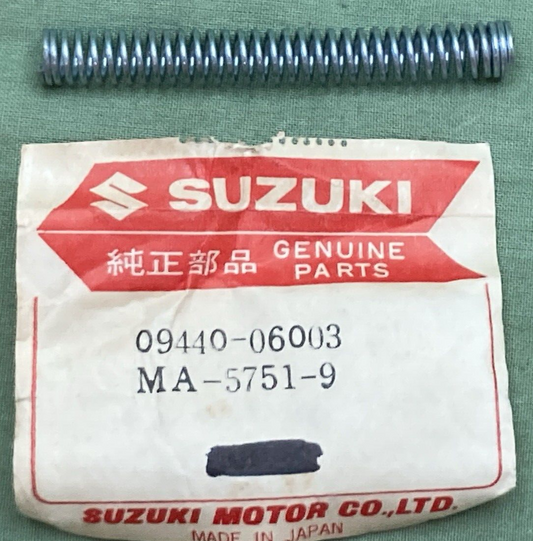 SUZUKI
純正部品 GENUINE PARTS
09440-06003
MA-5751-9
SUZUKI MOTOR CO.,LTD.
MADE IN JAPAN